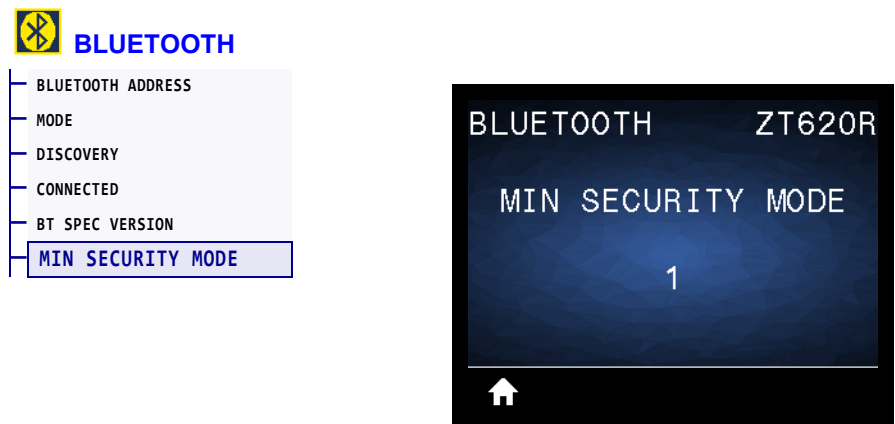 BLUETOOTH
BLUETOOTH ADDRESS
MODE
DISCOVERY
CONNECTED
BT SPEC VERSION
MIN SECURITY MODE
BLUETOOTH ZT620R
MIN SECURITY MODE
1